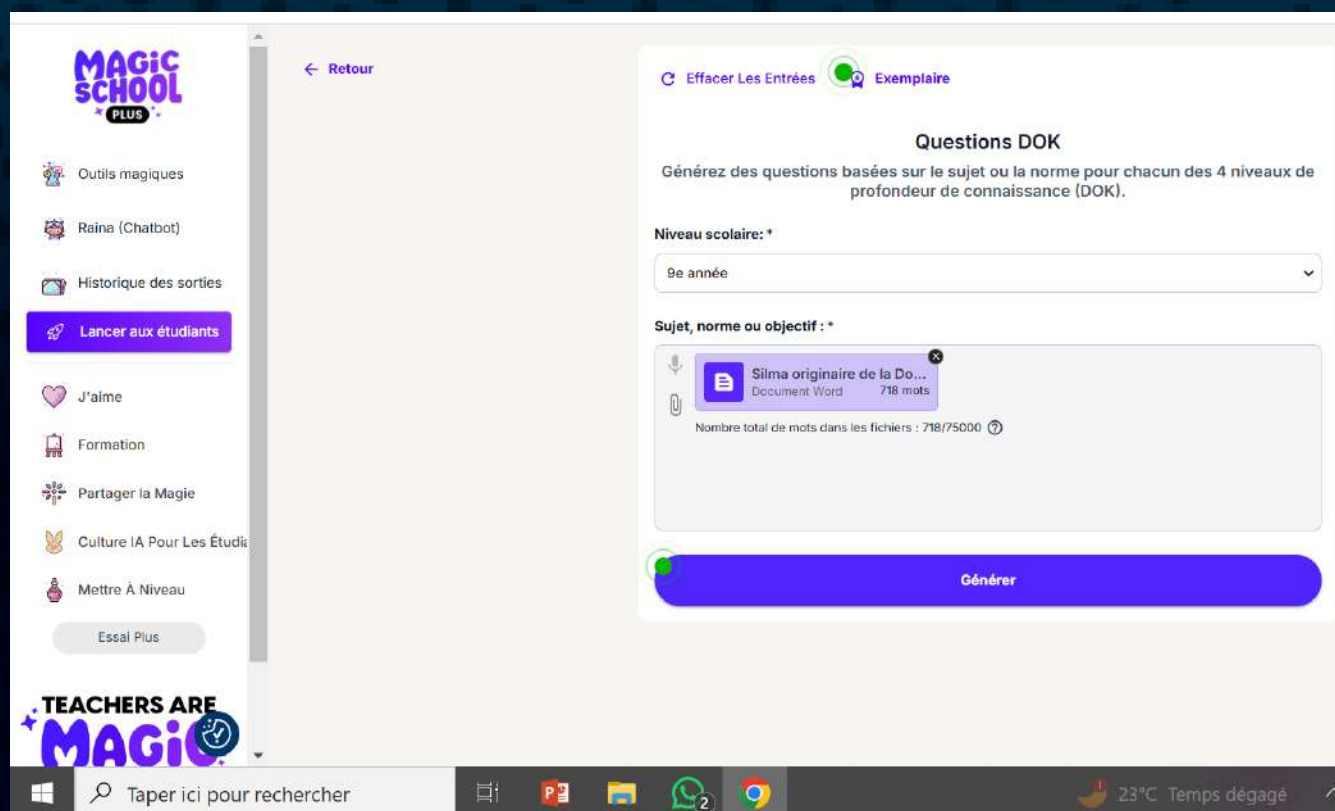 MAGiC
SCHOOL
PLUS
Outils magiques
Raina (Chatbot)
Historique des sorties
Lancer aux étudiants
J'aime
Formation
Partager la Magie
Culture IA Pour Les Étudia
Mettre À Niveau
Essai Plus
TEACHERS ARE
MAGiC
← Retour
Effacer Les Entrées
Exemplaire
Questions DOK
Générez des questions basées sur le sujet ou la norme pour chacun des 4 niveaux de
profondeur de connaissance (DOK).
Niveau scolaire: *
9e année
Sujet, norme ou objectif : *
Silma originaire de la Do...
Document Word 718 mots
Nombre total de mots dans les fichiers : 718/75000
Générer
Taper ici pour rechercher
2
23°C Temps dégagé